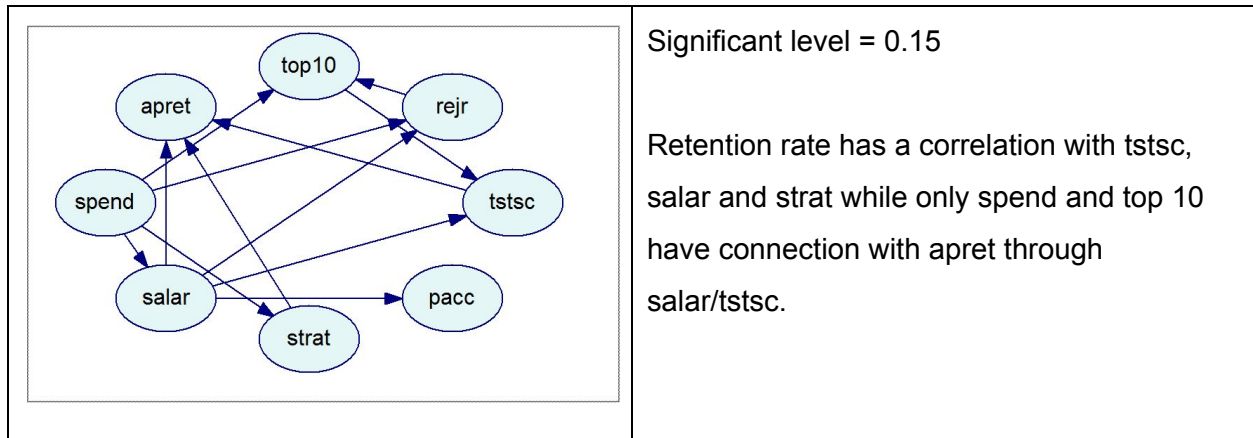 top10
apret
rejr
spend
tstsc
salar
pacc
strat
Significant level = 0.15
Retention rate has a correlation with tstsc,
salar and strat while only spend and top 10
have connection with apret through
salar/tstsc.